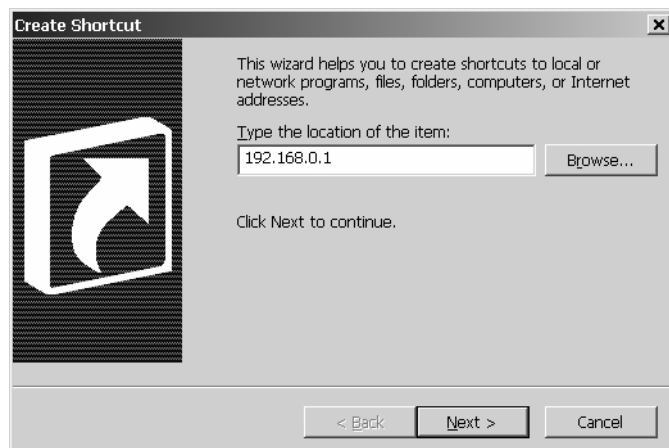 Create Shortcut
This wizard helps you to create shortcuts to local or
network programs, files, folders, computers, or Internet
addresses.
Type the location of the item:
192.168.0.1
Browse...
Click Next to continue.
< Back
Next >
Cancel